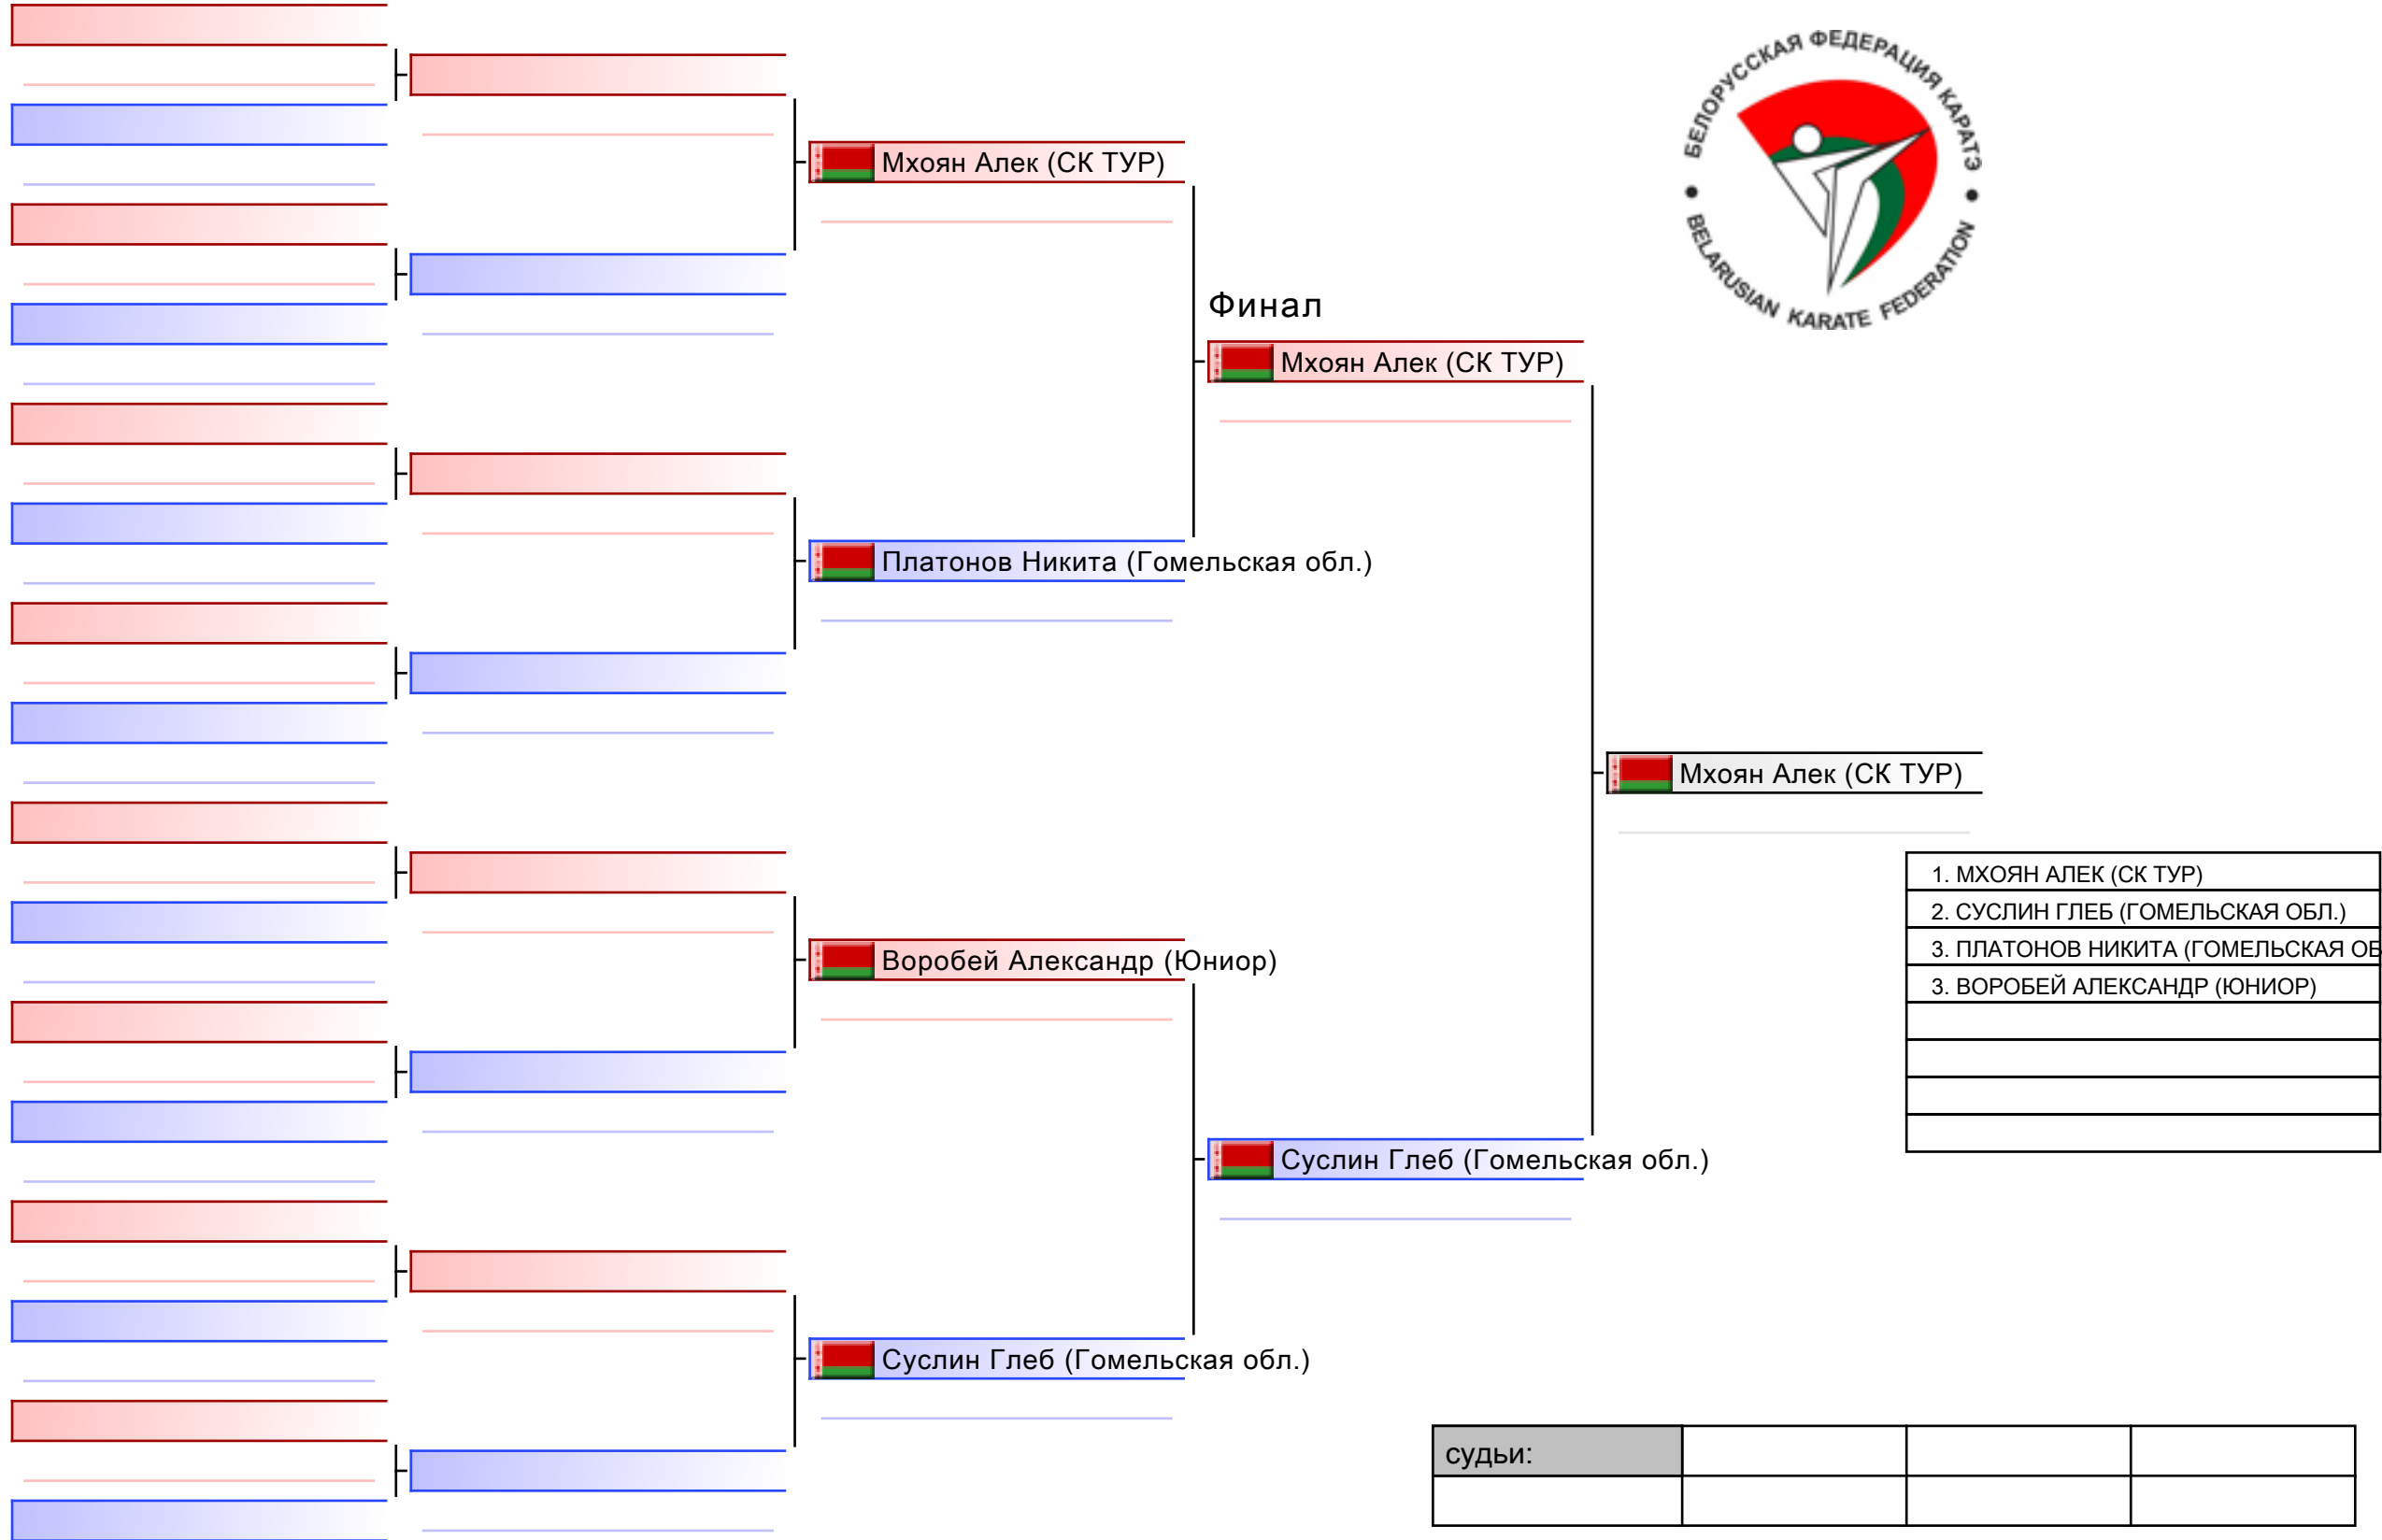 БЕЛОРУССКАЯ ФЕДЕРАЦИЯ КАРАТЭ
BELARUSIAN KARATE FEDERATION
Мхоян Алек (СК ТУР)
Финал
Мхоян Алек (СК ТУР)
Платонов Никита (Гомельская обл.)
Мхоян Алек (СК ТУР)
1. МХОЯН АЛЕК (СК ТУР)
2. СУСЛИН ГЛЕБ (ГОМЕЛЬСКАЯ ОБЛ.)
3. ПЛАТОНОВ НИКИТА (ГОМЕЛЬСКАЯ ОБ
3. ВОРОБЕЙ АЛЕКСАНДР (ЮНИОР)
Воробей Александр (Юниор)
Суслин Глеб (Гомельская обл.)
Суслин Глеб (Гомельская обл.)
судьи: